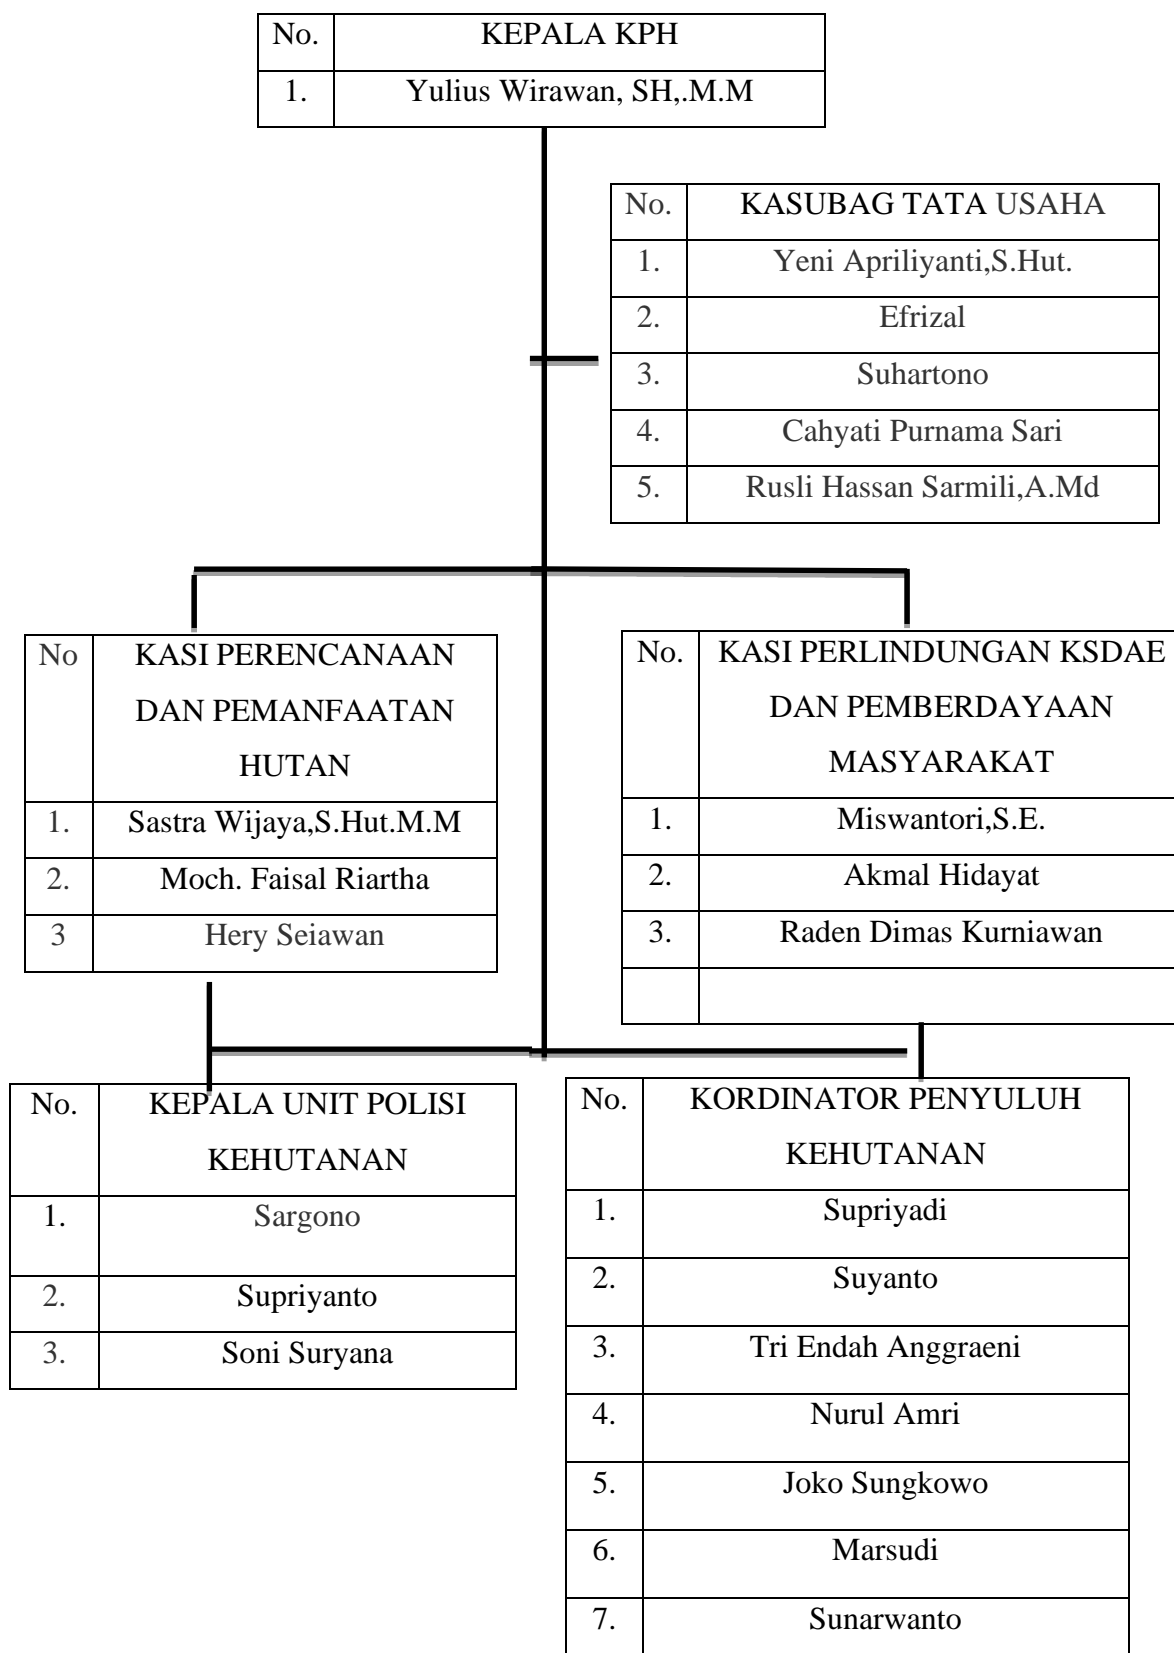 No. KEPALA KPH
1. Yulius Wirawan, SH,.M.M
No. KASUBAG TATA USAHA
1. Yeni Apriliyanti,S.Hut.
2. Efrizal
3. Suhartono
4. Cahyati Purnama Sari
5. Rusli Hassan Sarmili,A.Md
No KASI PERENCANAAN
DAN PEMANFAATAN
HUTAN
1. Sastra Wijaya,S.Hut.M.M
2. Moch. Faisal Riartha
3 Hery Seiawan
No. KASI PERLINDUNGAN KSDAE
DAN PEMBERDAYAAN
MASYARAKAT
1. Miswantori,S.E.
2. Akmal Hidayat
3. Raden Dimas Kurniawan
No. KEPALA UNIT POLISI
KEHUTANAN
1. Sargono
2. Supriyanto
3. Soni Suryana
No. KORDINATOR PENYULUH
KEHUTANAN
1. Supriyadi
2. Suyanto
3. Tri Endah Anggraeni
4. Nurul Amri
5. Joko Sungkowo
6. Marsudi
7. Sunarwanto